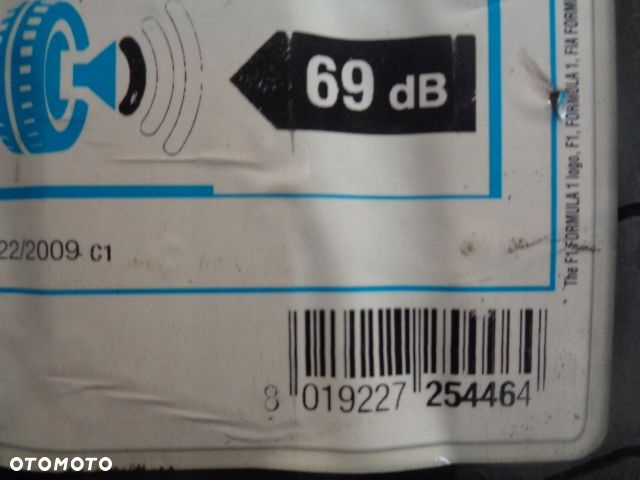 69 dB
22/2009 C1
The F1 FORMULA 1 logo, F1, FORMULA 1, FIA FORM
8 019227 254464
OTOMOTO